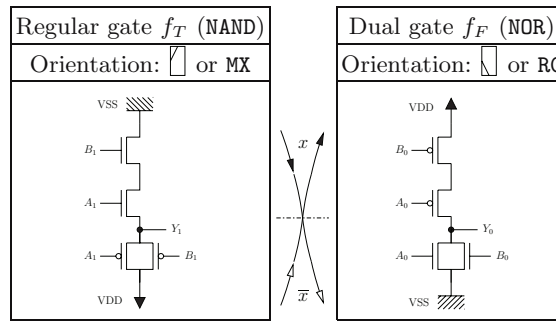 Regular gate f_T (NAND)
Orientation: or MX
VSS
B_1
A_1
Y_1
A_1
B_1
VDD
x
x̅
Dual gate f_F (NOR)
Orientation: or
VDD
B_0
A_0
Y_0
A_0
B_0
VSS